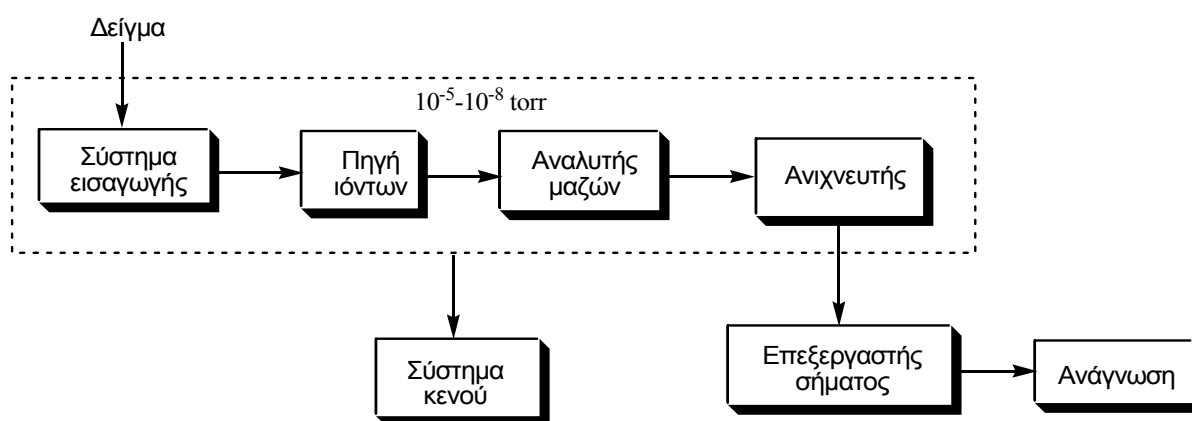 Δείγμα
10⁻⁵-10⁻⁸ torr
Σύστημα
εισαγωγής
Πηγή
ιόντων
Αναλυτής
μαζών
Ανιχνευτής
Σύστημα
κενού
Επεξεργαστής
σήματος
Ανάγνωση